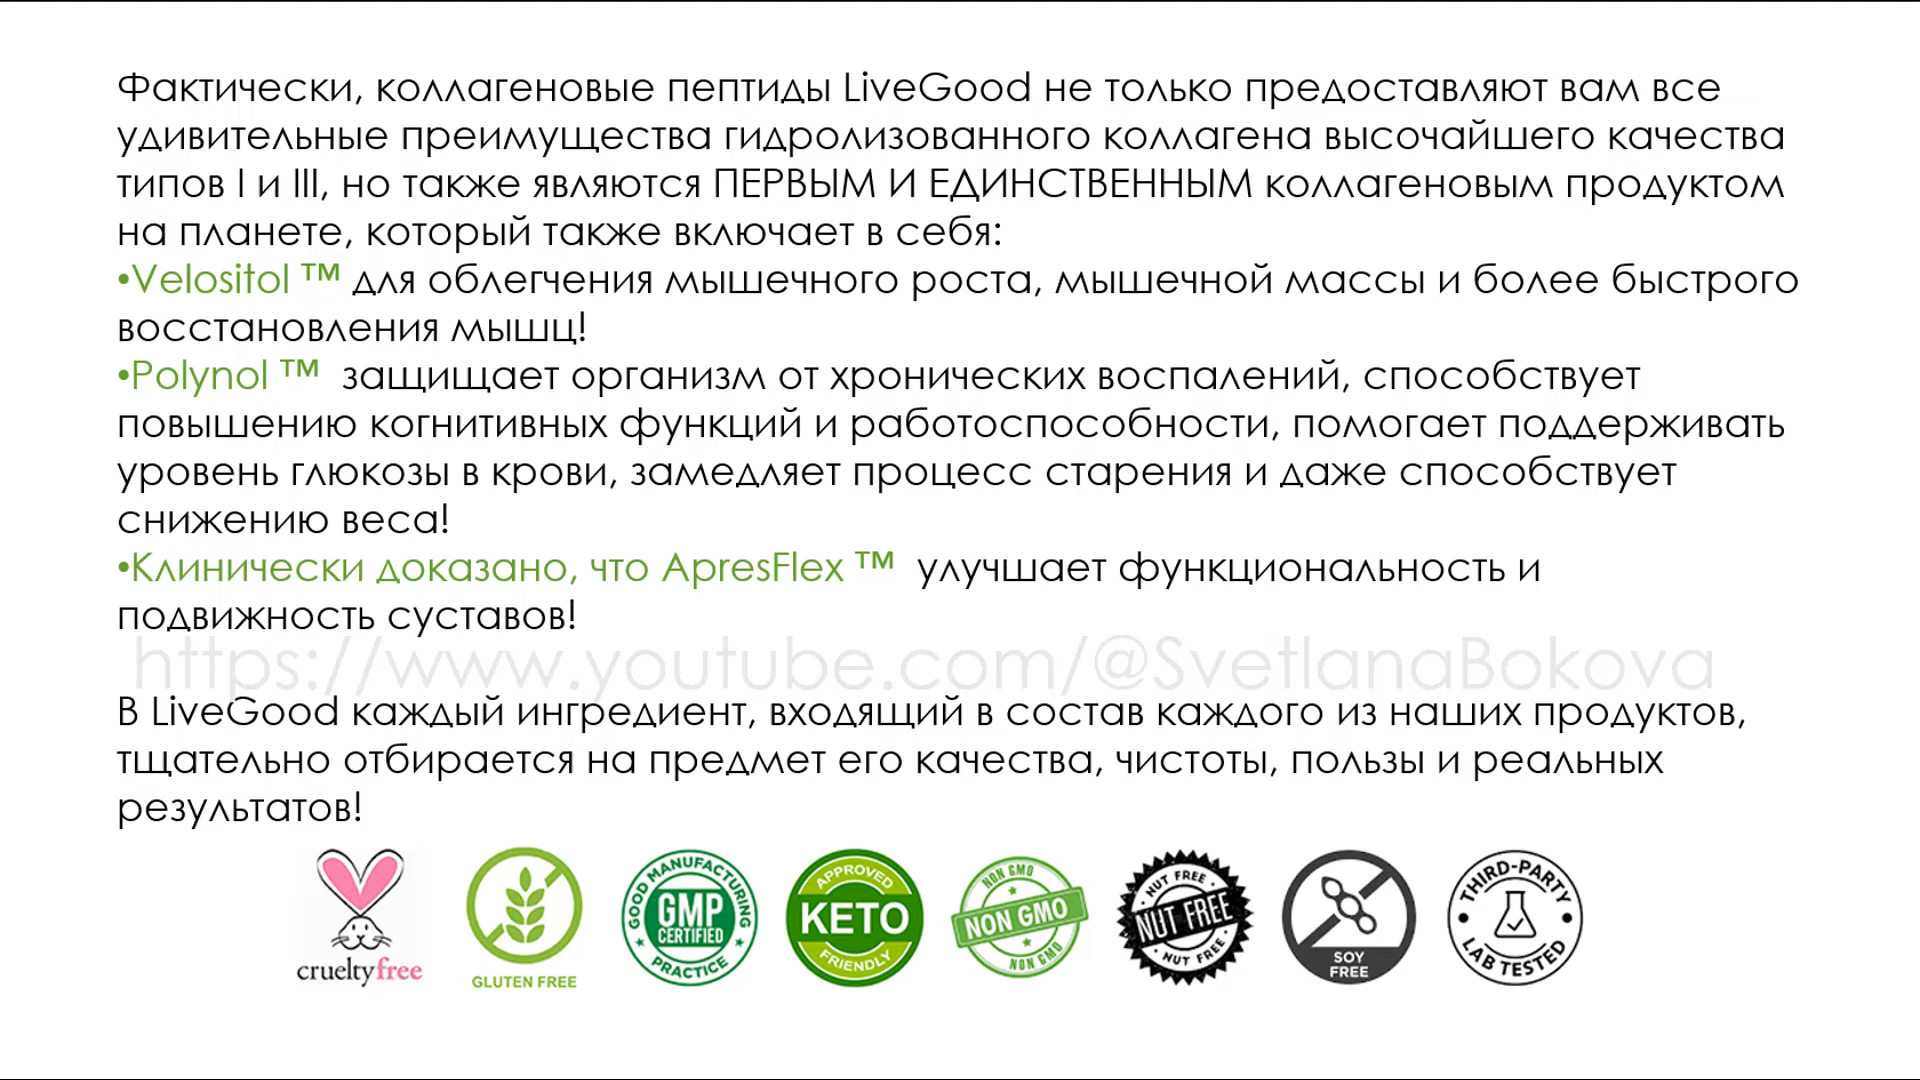 Фактически, коллагеновые пептиды LiveGood не только предоставляют вам все
удивительные преимущества гидролизованного коллагена высочайшего качества
типов I и III, но также являются ПЕРВЫМ И ЕДИНСТВЕННЫМ коллагеновым продуктом
на планете, который также включает в себя:
•Velositol ™ для облегчения мышечного роста, мышечной массы и более быстрого
восстановления мышц!
•Polynol ™ защищает организм от хронических воспалений, способствует
повышению когнитивных функций и работоспособности, помогает поддерживать
уровень глюкозы в крови, замедляет процесс старения и даже способствует
снижению веса!
•Клинически доказано, что ApresFlex ™ улучшает функциональность и
подвижность суставов!
https://www.youtube.com/@SvetlanaBokova
В LiveGood каждый ингредиент, входящий в состав каждого из наших продуктов,
тщательно отбирается на предмет его качества, чистоты, пользы и реальных
результатов!
crueltyfree
GLUTEN FREE
GOOD MANUFACTURING
GMP
CERTIFIED
PRACTICE
APPROVED
KETO
FRIENDLY
NON GMO
NON GMO
NON GMO
NUT FREE
NUT FREE
NUT FREE
SOY
FREE
THIRD-PARTY
LAB TESTED